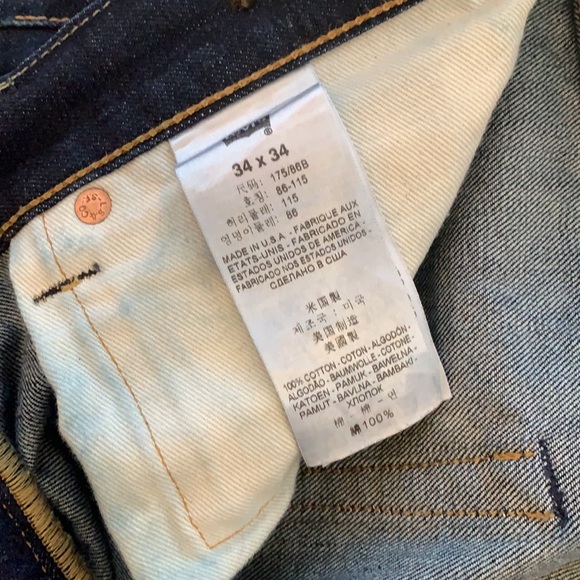 ®
34 x 34
尺码: 175/86B
호칭: 86-115
허리둘레: 115
엉덩이둘레: 86
MADE IN U.S.A - FABRIQUE AUX
ETATS-UNIS - FABRICADO EN
ESTADOS UNIDOS DE AMERICA -
FABRICADO NOS ESTADOS UNIDOS
СДЕЛАНО В США
米国製
제조국: 미국
美国制造
美國製
100% COTTON - COTON - ALGODÓN -
ALGODÃO - BAUMWOLLE - COTONE -
KATOEN - PAMUK - BAWEŁNA -
PAMUT - BAVLNA - BAMBAKI -
ХЛОПОК
綿 - 棉 - 면
100%